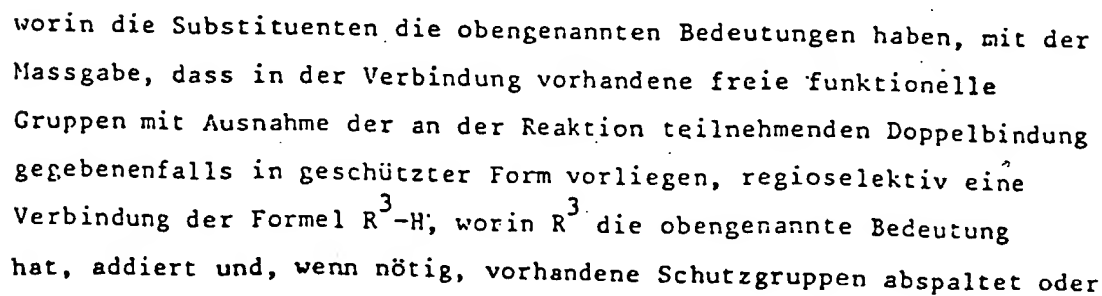 worin die Substituenten die obengenannten Bedeutungen haben, mit der
Massgabe, dass in der Verbindung vorhandene freie funktionelle
Gruppen mit Ausnahme der an der Reaktion teilnehmenden Doppelbindung
gegebenenfalls in geschützter Form vorliegen, regioselektiv eine
Verbindung der Formel R³-H, worin R³ die obengenannte Bedeutung
hat, addiert und, wenn nötig, vorhandene Schutzgruppen abspaltet oder